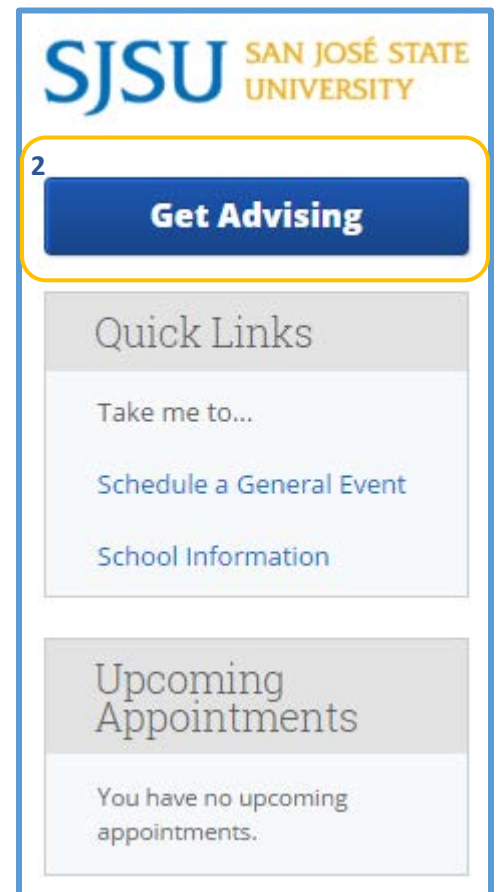 SJSU SAN JOSÉ STATE
UNIVERSITY
2
Get Advising
Quick Links
Take me to...
Schedule a General Event
School Information
Upcoming
Appointments
You have no upcoming
appointments.